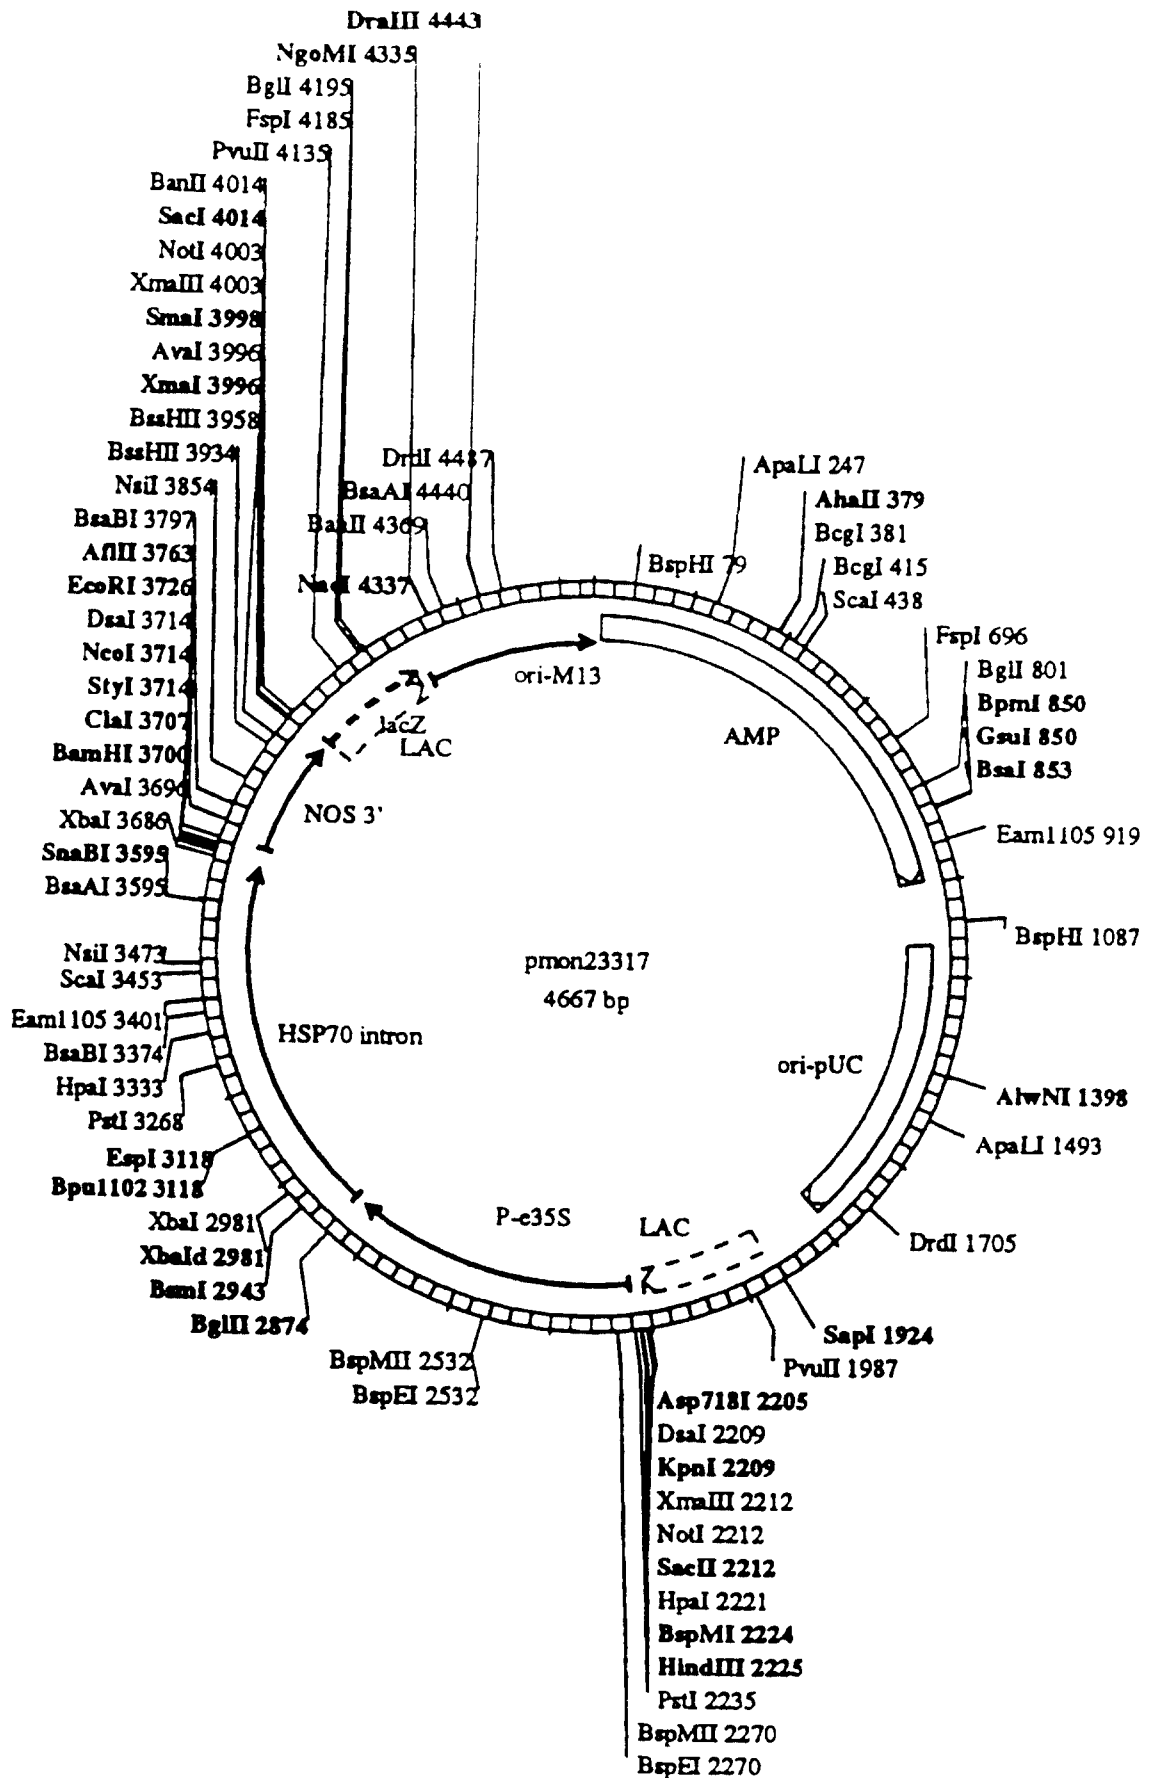 DraIII 4443
NgoMI 4335
BglI 4195
FspI 4185
PvuII 4135
BanII 4014
SacI 4014
NotI 4003
XmaIII 4003
SmaI 3998
AvaI 3996
XmaI 3996
BssHII 3958
BssHII 3934
NsiI 3854
BsaBI 3797
AflII 3763
EcoRI 3726
DsaI 3714
NcoI 3714
StyI 3714
ClaI 3707
BamHI 3700
AvaI 3696
XbaI 3686
SnaBI 3595
BsaAI 3595
NsiI 3473
ScaI 3453
Eam1105 3401
BsaBI 3374
HpaI 3333
PstI 3268
EspI 3118
Bpu1102 3118
XbaI 2981
XbaId 2981
BsmI 2943
BglII 2874
BspMII 2532
BspEI 2532
DrdI 4487
BsaAI 4440
BanII 4369
NaeI 4337
BspHI 79
ApaLI 247
AhaII 379
BcgI 381
BcgI 415
ScaI 438
FspI 696
BglI 801
BpmI 850
GsuI 850
BsaI 853
Eam1105 919
BspHI 1087
AlwNI 1398
ApaLI 1493
DrdI 1705
SapI 1924
PvuII 1987
Asp718I 2205
DsaI 2209
KpnI 2209
XmaIII 2212
NotI 2212
SacII 2212
HpaI 2221
BspMI 2224
HindIII 2225
PstI 2235
BspMII 2270
BspEI 2270
ori-M13
AMP
lacZ
LAC
NOS 3'
pmon23317
4667 bp
HSP70 intron
ori-pUC
P-e35S
LAC